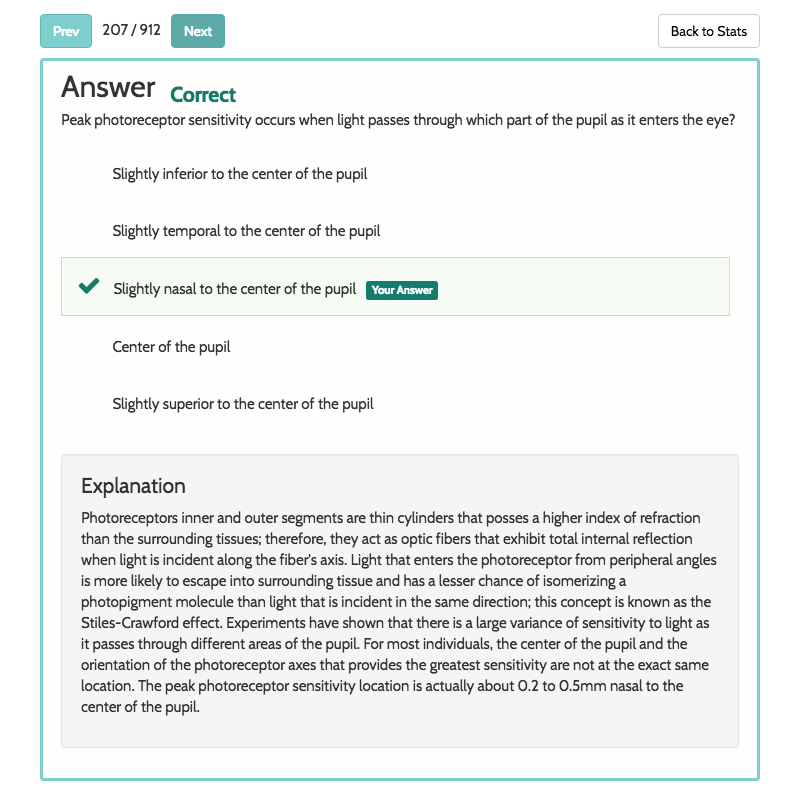 Prev 207 / 912 Next Back to Stats
Answer Correct
Peak photoreceptor sensitivity occurs when light passes through which part of the pupil as it enters the eye?
Slightly inferior to the center of the pupil
Slightly temporal to the center of the pupil
Slightly nasal to the center of the pupil Your Answer
Center of the pupil
Slightly superior to the center of the pupil
Explanation
Photoreceptors inner and outer segments are thin cylinders that posses a higher index of refraction
than the surrounding tissues; therefore, they act as optic fibers that exhibit total internal reflection
when light is incident along the fiber's axis. Light that enters the photoreceptor from peripheral angles
is more likely to escape into surrounding tissue and has a lesser chance of isomerizing a
photopigment molecule than light that is incident in the same direction; this concept is known as the
Stiles-Crawford effect. Experiments have shown that there is a large variance of sensitivity to light as
it passes through different areas of the pupil. For most individuals, the center of the pupil and the
orientation of the photoreceptor axes that provides the greatest sensitivity are not at the exact same
location. The peak photoreceptor sensitivity location is actually about 0.2 to 0.5mm nasal to the
center of the pupil.